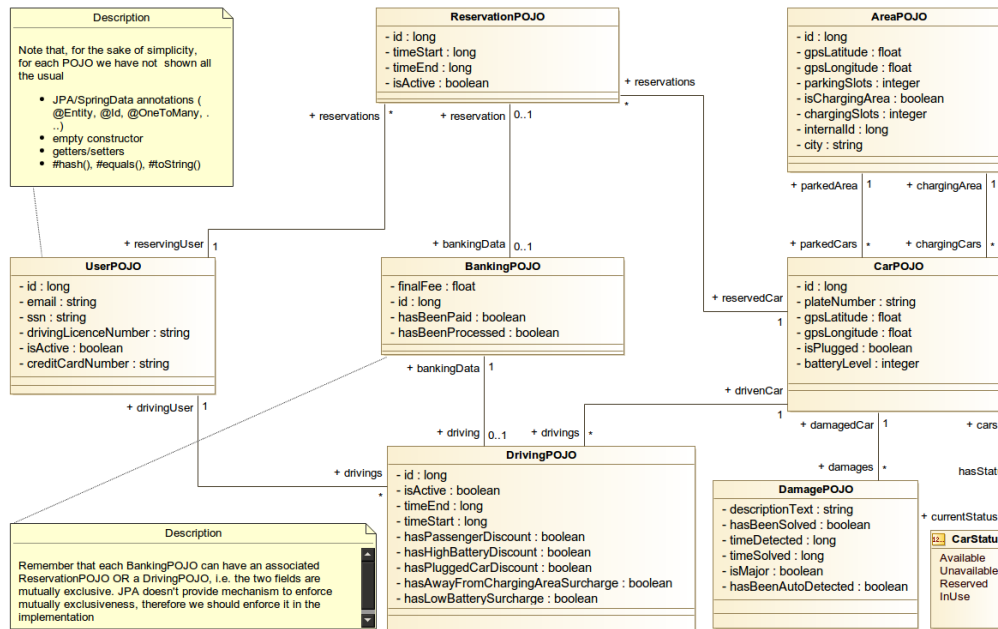 Description
Note that, for the sake of simplicity,
for each POJO we have not shown all
the usual
• JPA/SpringData annotations (
@Entity, @Id, @OneToMany, .
..)
• empty constructor
• getters/setters
• #hash(), #equals(), #toString()
ReservationPOJO
- id : long
- timeStart : long
- timeEnd : long
- isActive : boolean
+ reservations
*
AreaPOJO
- id : long
- gpsLatitude : float
- gpsLongitude : float
- parkingSlots : integer
- isChargingArea : boolean
- chargingSlots : integer
- internalId : long
- city : string
+ reservations *
+ reservation 0..1
+ parkedArea 1
+ chargingArea 1
+ reservingUser 1
+ bankingData 0..1
+ parkedCars *
+ chargingCars *
UserPOJO
- id : long
- email : string
- ssn : string
- drivingLicenceNumber : string
- isActive : boolean
- creditCardNumber : string
BankingPOJO
- finalFee : float
- id : long
- hasBeenPaid : boolean
- hasBeenProcessed : boolean
+ reservedCar
1
CarPOJO
- id : long
- plateNumber : string
- gpsLatitude : float
- gpsLongitude : float
- isPlugged : boolean
- batteryLevel : integer
+ bankingData 1
+ drivenCar
1
+ drivingUser 1
+ driving 0..1
+ drivings *
+ damagedCar 1
+ cars
+ drivings
*
DrivingPOJO
- id : long
- isActive : boolean
- timeEnd : long
- timeStart : long
- hasPassengerDiscount : boolean
- hasHighBatteryDiscount : boolean
- hasPluggedCarDiscount : boolean
- hasAwayFromChargingAreaSurcharge : boolean
- hasLowBatterySurcharge : boolean
+ damages *
hasStat
DamagePOJO
- descriptionText : string
- hasBeenSolved : boolean
- timeDetected : long
- timeSolved : long
- isMajor : boolean
- hasBeenAutoDetected : boolean
+ currentStatus
CarStatu
Available
Unavailable
Reserved
InUse
Description
Remember that each BankingPOJO can have an associated
ReservationPOJO OR a DrivingPOJO, i.e. the two fields are
mutually exclusive. JPA doesn't provide mechanism to enforce
mutually exclusiveness, therefore we should enforce it in the
implementation